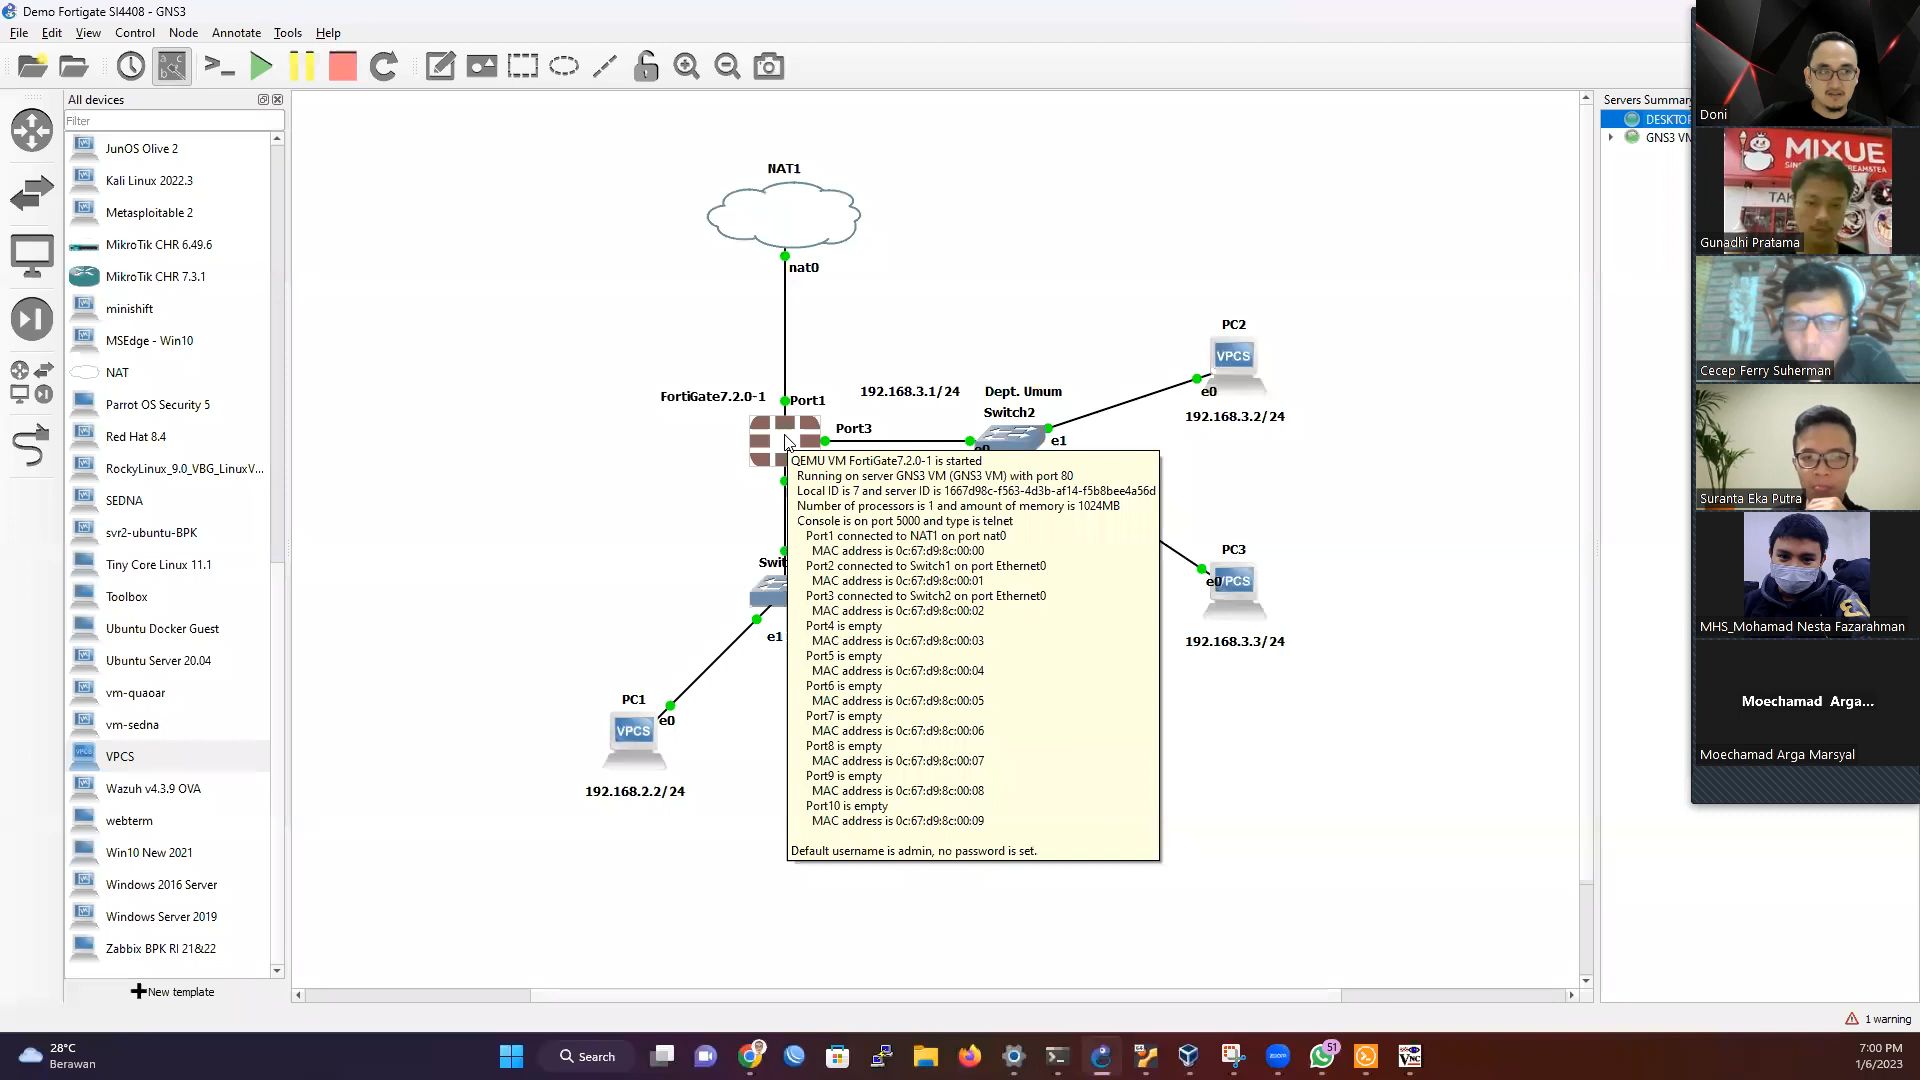 Demo Fortigate SI4408 - GNS3
File Edit View Control Node Annotate Tools Help
All devices
Filter
JunOS Olive 2
Kali Linux 2022.3
Metasploitable 2
MikroTik CHR 6.49.6
MikroTik CHR 7.3.1
minishift
MSEdge - Win10
NAT
Parrot OS Security 5
Red Hat 8.4
RockyLinux_9.0_VBG_LinuxV...
SEDNA
svr2-ubuntu-BPK
Tiny Core Linux 11.1
Toolbox
Ubuntu Docker Guest
Ubuntu Server 20.04
vm-quaoar
vm-sedna
VPCS
Wazuh v4.3.9 OVA
webterm
Win10 New 2021
Windows 2016 Server
Windows Server 2019
Zabbix BPK RI 21&22
New template
NAT1
nat0
FortiGate7.2.0-1
Port1
192.168.3.1/24
Port3
Dept. Umum
Switch2
e0
e1
PC2
VPCS
e0
192.168.3.2/24
QEMU VM FortiGate7.2.0-1 is started
Running on server GNS3 VM (GNS3 VM) with port 80
Local ID is 7 and server ID is 1667d98c-f563-4d3b-af14-f5b8bee4a56d
Number of processors is 1 and amount of memory is 1024MB
Console is on port 5000 and type is telnet
Port1 connected to NAT1 on port nat0
MAC address is 0c:67:d9:8c:00:00
Port2 connected to Switch1 on port Ethernet0
MAC address is 0c:67:d9:8c:00:01
Port3 connected to Switch2 on port Ethernet0
MAC address is 0c:67:d9:8c:00:02
Port4 is empty
MAC address is 0c:67:d9:8c:00:03
Port5 is empty
MAC address is 0c:67:d9:8c:00:04
Port6 is empty
MAC address is 0c:67:d9:8c:00:05
Port7 is empty
MAC address is 0c:67:d9:8c:00:06
Port8 is empty
MAC address is 0c:67:d9:8c:00:07
Port9 is empty
MAC address is 0c:67:d9:8c:00:08
Port10 is empty
MAC address is 0c:67:d9:8c:00:09
Default username is admin, no password is set.
Swit
e1
PC1
VPCS
e0
192.168.2.2/24
PC3
VPCS
e0
192.168.3.3/24
Servers Summary
DESKTOP
GNS3 VM
Doni
MIXUE
TAK
Gunadhi Pratama
Cecep Ferry Suherman
Suranta Eka Putra
MHS_Mohamad Nesta Fazarahman
Moechamad Arga...
Moechamad Arga Marsyal
1 warning
28°C
Berawan
Search
zoom
51
VNC
7:00 PM
1/6/2023